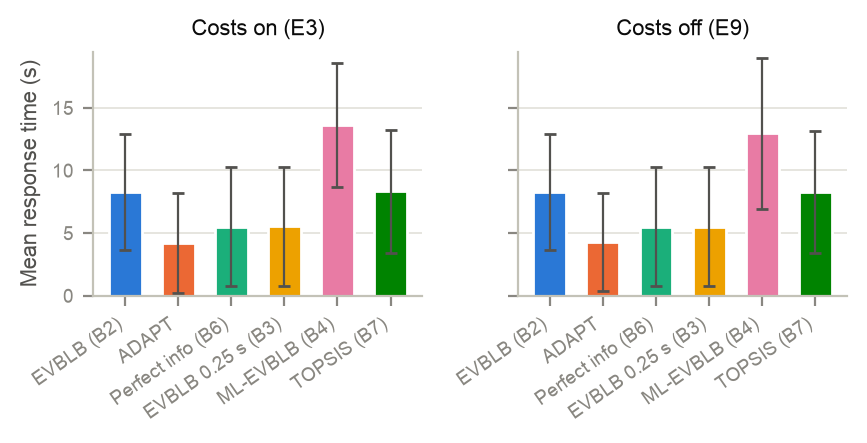 Costs on (E3)
Costs off (E9)
Mean response time (s)
15
10
5
0
EVBLB (B2)
ADAPT
Perfect info (B6)
EVBLB 0.25 s (B3)
ML-EVBLB (B4)
TOPSIS (B7)
EVBLB (B2)
ADAPT
Perfect info (B6)
EVBLB 0.25 s (B3)
ML-EVBLB (B4)
TOPSIS (B7)